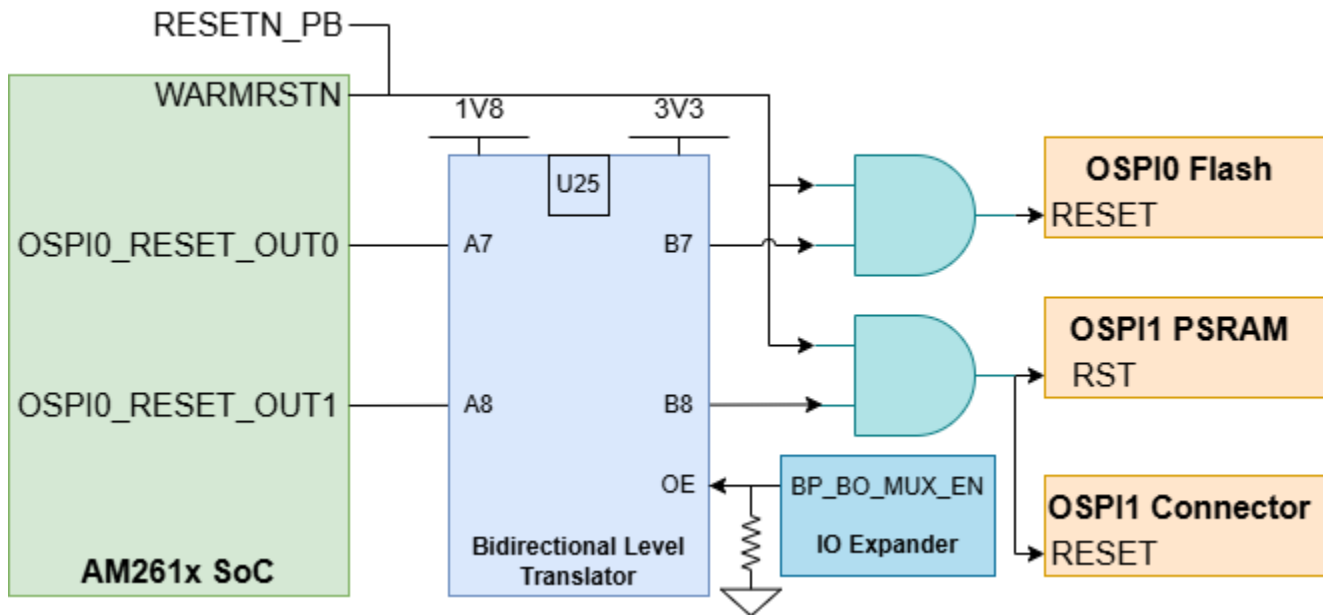 RESETN_PB
WARMRSTN
1V8
3V3
U25
OSPI0 Flash
RESET
OSPI0_RESET_OUT0
A7
B7
OSPI1 PSRAM
RST
OSPI0_RESET_OUT1
A8
B8
OE
BP_BO_MUX_EN
IO Expander
OSPI1 Connector
RESET
Bidirectional Level
Translator
AM261x SoC